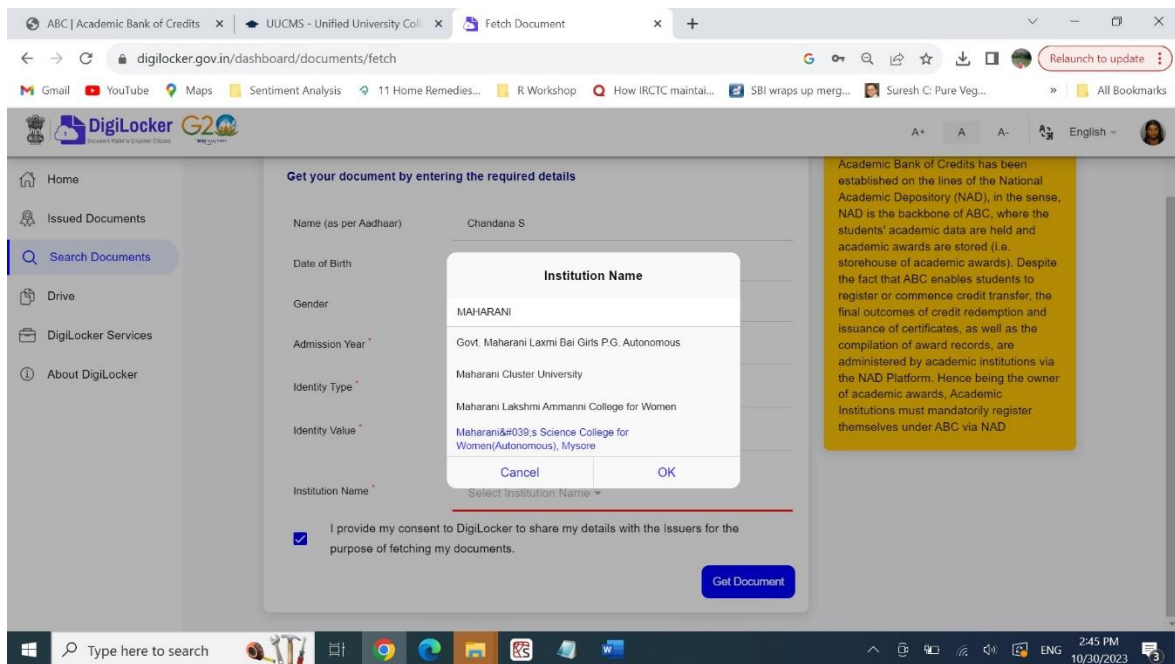 ABC | Academic Bank of Credits
UUCMS - Unified University Coll
Fetch Document
digilocker.gov.in/dashboard/documents/fetch
Relaunch to update
Gmail
YouTube
Maps
Sentiment Analysis
11 Home Remedies...
R Workshop
How IRCTC maintai...
SBI wraps up merg...
Suresh C: Pure Veg...
»
All Bookmarks
DigiLocker
G20
A+ A A- English
Home
Issued Documents
Search Documents
Drive
DigiLocker Services
About DigiLocker
Get your document by entering the required details
Name (as per Aadhaar) Chandana S
Date of Birth
Gender
Admission Year *
Identity Type *
Identity Value *
Institution Name *
Select Institution Name
Institution Name
MAHARANI
Govt. Maharani Laxmi Bai Girls P.G. Autonomous
Maharani Cluster University
Maharani Lakshmi Ammanni College for Women
Maharani&#039;s Science College for
Women(Autonomous), Mysore
Cancel OK
I provide my consent to DigiLocker to share my details with the Issuers for the
purpose of fetching my documents.
Get Document
Academic Bank of Credits has been
established on the lines of the National
Academic Depository (NAD), in the sense,
NAD is the backbone of ABC, where the
students' academic data are held and
academic awards are stored (i.e.
storehouse of academic awards). Despite
the fact that ABC enables students to
register or commence credit transfer, the
final outcomes of credit redemption and
issuance of certificates, as well as the
compilation of award records, are
administered by academic institutions via
the NAD Platform. Hence being the owner
of academic awards, Academic
Institutions must mandatorily register
themselves under ABC via NAD
Type here to search
ENG
2:45 PM
10/30/2023
3